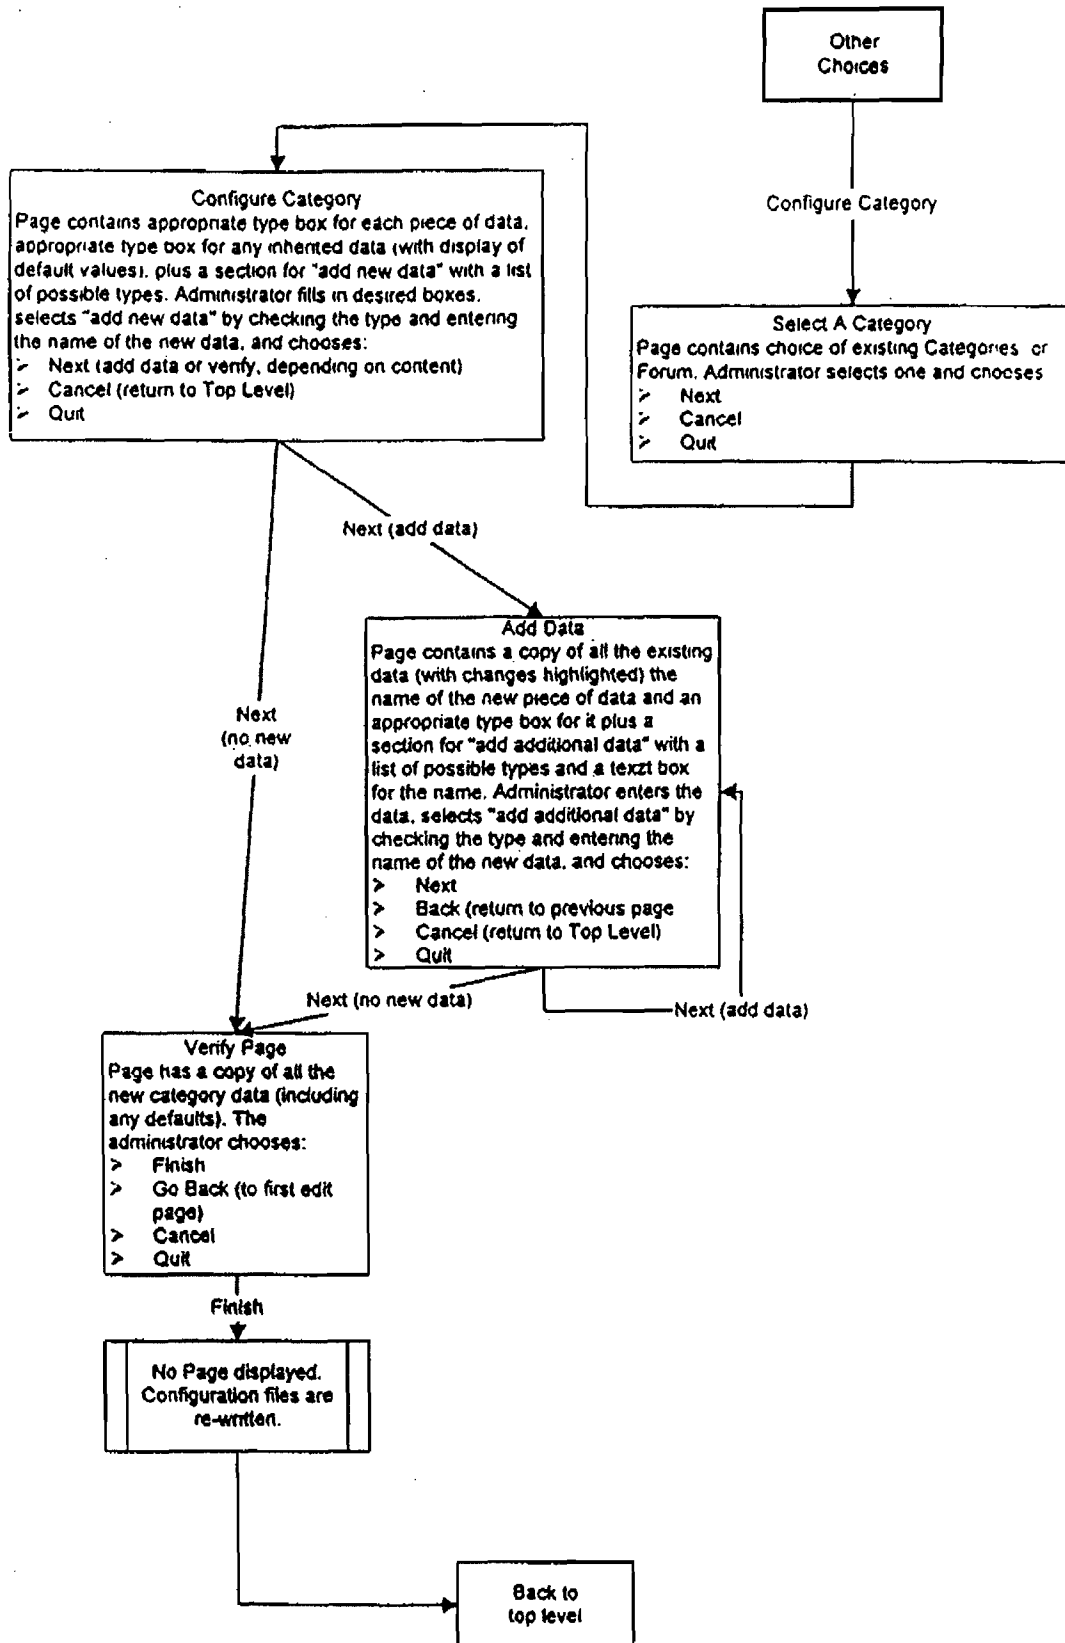 Other
Choices
Configure Category
Configure Category
Page contains appropriate type box for each piece of data,
appropriate type box for any inherited data (with display of
default values), plus a section for "add new data" with a list
of possible types. Administrator fills in desired boxes,
selects "add new data" by checking the type and entering
the name of the new data, and chooses:
➢ Next (add data or verify, depending on content)
➢ Cancel (return to Top Level)
➢ Quit
Select A Category
Page contains choice of existing Categories or
Forum. Administrator selects one and chooses
➢ Next
➢ Cancel
➢ Quit
Next (add data)
Next
(no new
data)
Add Data
Page contains a copy of all the existing
data (with changes highlighted) the
name of the new piece of data and an
appropriate type box for it plus a
section for "add additional data" with a
list of possible types and a texzt box
for the name. Administrator enters the
data, selects "add additional data" by
checking the type and entering the
name of the new data, and chooses:
➢ Next
➢ Back (return to previous page
➢ Cancel (return to Top Level)
➢ Quit
Next (no new data)
Next (add data)
Verify Page
Page has a copy of all the
new category data (including
any defaults). The
administrator chooses:
➢ Finish
➢ Go Back (to first edit
page)
➢ Cancel
➢ Quit
Finish
No Page displayed.
Configuration files are
re-written.
Back to
top level